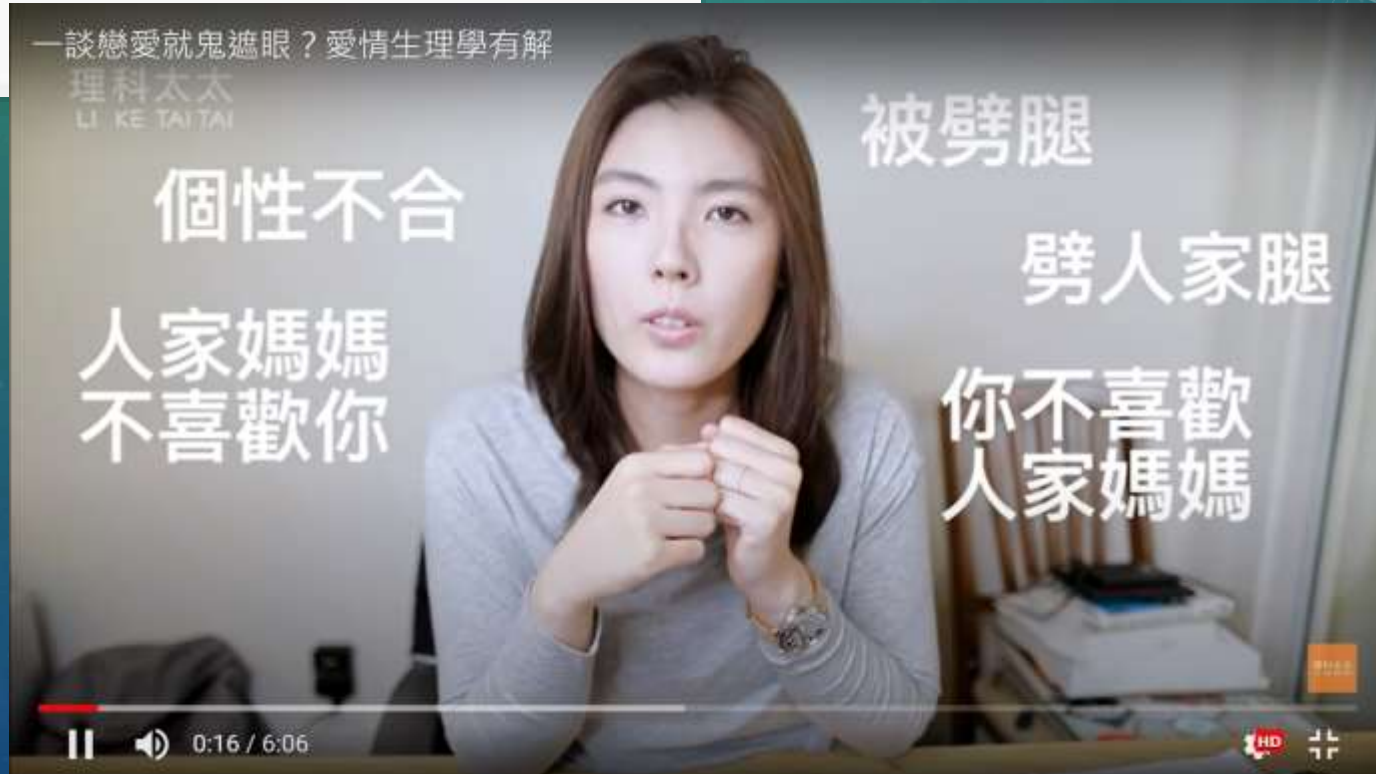 一談戀愛就鬼遮眼？愛情生理學有解
理科太太
LI KE TAI TAI
個性不合
人家媽媽
不喜歡你
被劈腿
劈人家腿
你不喜歡
人家媽媽
0:16 / 6:06
HD